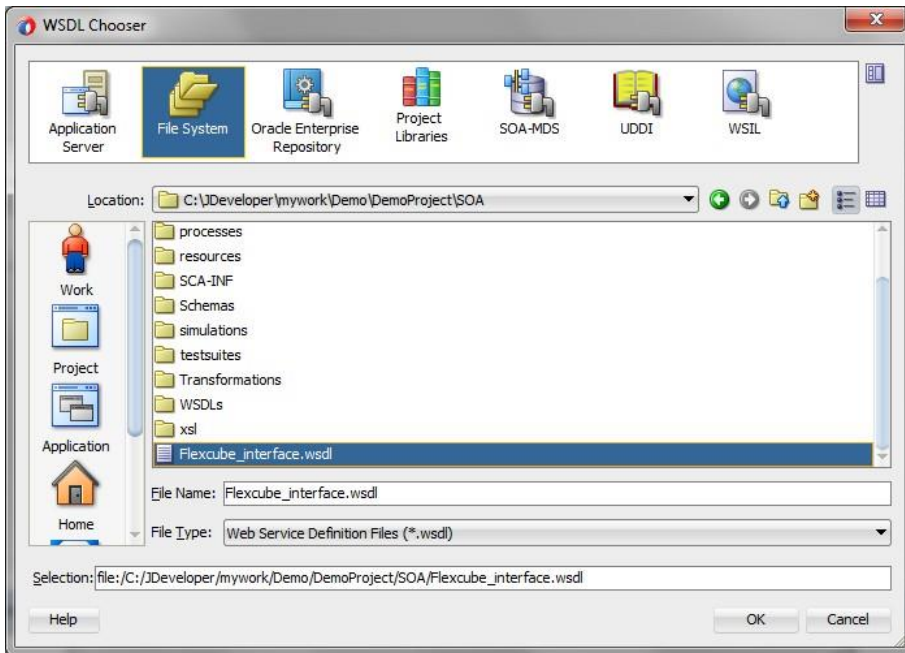 WSDL Chooser
Application Server
File System
Oracle Enterprise Repository
Project Libraries
SOA-MDS
UDDI
WSIL
Location: C:\JDeveloper\mywork\Demo\DemoProject\SOA
Work
Project
Application
Home
processes
resources
SCA-INF
Schemas
simulations
testsuites
Transformations
WSDLs
xsl
Flexcube_interface.wsdl
File Name: Flexcube_interface.wsdl
File Type: Web Service Definition Files (*.wsdl)
Selection: file:/C:/JDeveloper/mywork/Demo/DemoProject/SOA/Flexcube_interface.wsdl
Help
OK
Cancel